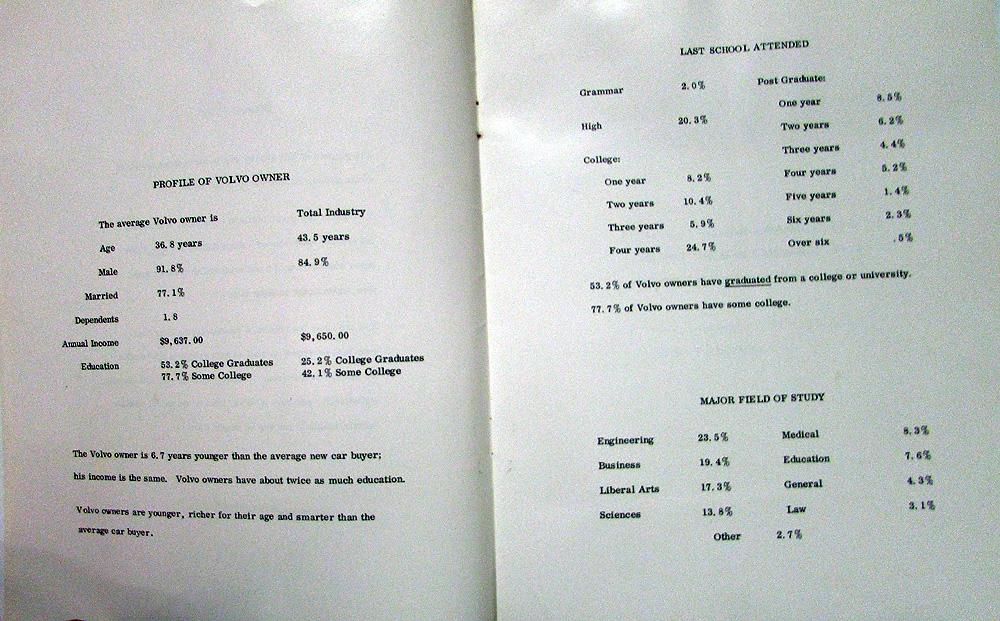 PROFILE OF VOLVO OWNER
The average Volvo owner is Total Industry
Age 36.8 years 43.5 years
Male 91.8% 84.9%
Married 77.1%
Dependents 1.8
Annual Income $9,637.00 $9,650.00
Education 53.2% College Graduates 25.2% College Graduates
77.7% Some College 42.1% Some College
The Volvo owner is 6.7 years younger than the average new car buyer;
his income is the same. Volvo owners have about twice as much education.
Volvo owners are younger, richer for their age and smarter than the
average car buyer.
LAST SCHOOL ATTENDED
Grammar 2.0% Post Graduate:
One year 8.5%
High 20.3% Two years 6.2%
Three years 4.4%
College: Four years 5.2%
One year 8.2% Five years 1.4%
Two years 10.4% Six years 2.3%
Three years 5.9% Over six .5%
Four years 24.7%
53.2% of Volvo owners have graduated from a college or university.
77.7% of Volvo owners have some college.
MAJOR FIELD OF STUDY
Engineering 23.5% Medical 8.3%
Business 19.4% Education 7.6%
Liberal Arts 17.3% General 4.3%
Sciences 13.8% Law 3.1%
Other 2.7%